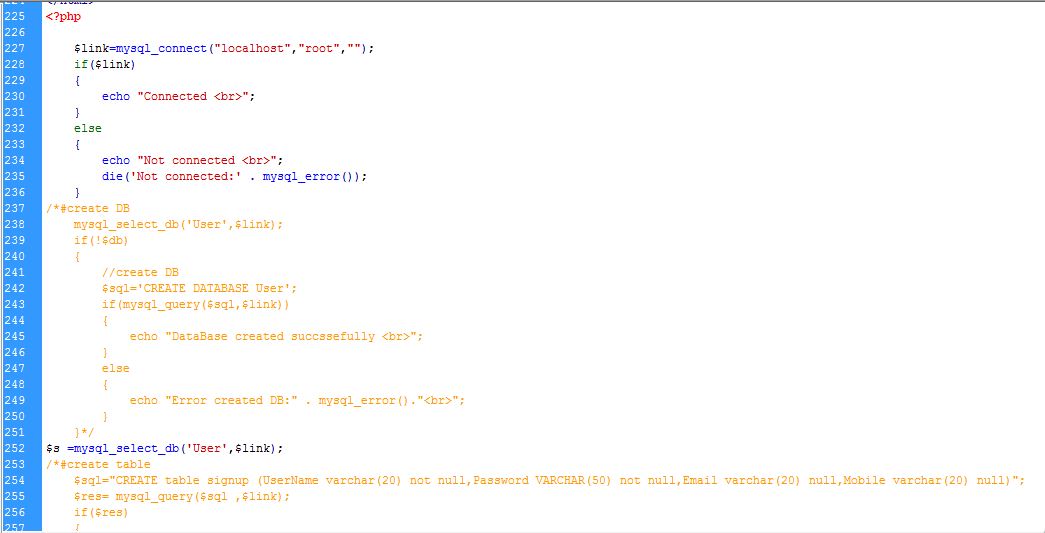 225 <?php
226
227 $link=mysql_connect("localhost","root","");
228 if($link)
229 {
230 echo "Connected <br>";
231 }
232 else
233 {
234 echo "Not connected <br>";
235 die('Not connected:' . mysql_error());
236 }
237 /*#create DB
238 mysql_select_db('User',$link);
239 if(!$db)
240 {
241 //create DB
242 $sql='CREATE DATABASE User';
243 if(mysql_query($sql,$link))
244 {
245 echo "DataBase created succssefully <br>";
246 }
247 else
248 {
249 echo "Error created DB:" . mysql_error()."<br>";
250 }
251 }*/
252 $s =mysql_select_db('User',$link);
253 /*#create table
254 $sql="CREATE table signup (UserName varchar(20) not null,Password VARCHAR(50) not null,Email varchar(20) null,Mobile varchar(20) null)";
255 $res= mysql_query($sql ,$link);
256 if($res)
257 {